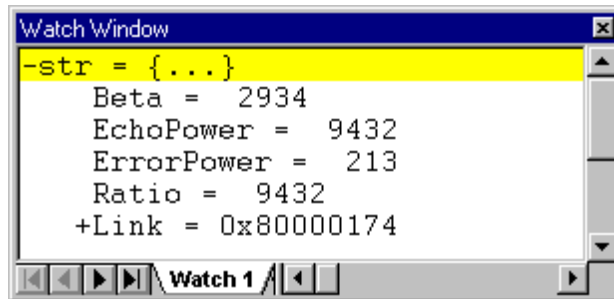 Watch Window
-str = {...}
Beta = 2934
EchoPower = 9432
ErrorPower = 213
Ratio = 9432
+Link = 0x80000174
Watch 1